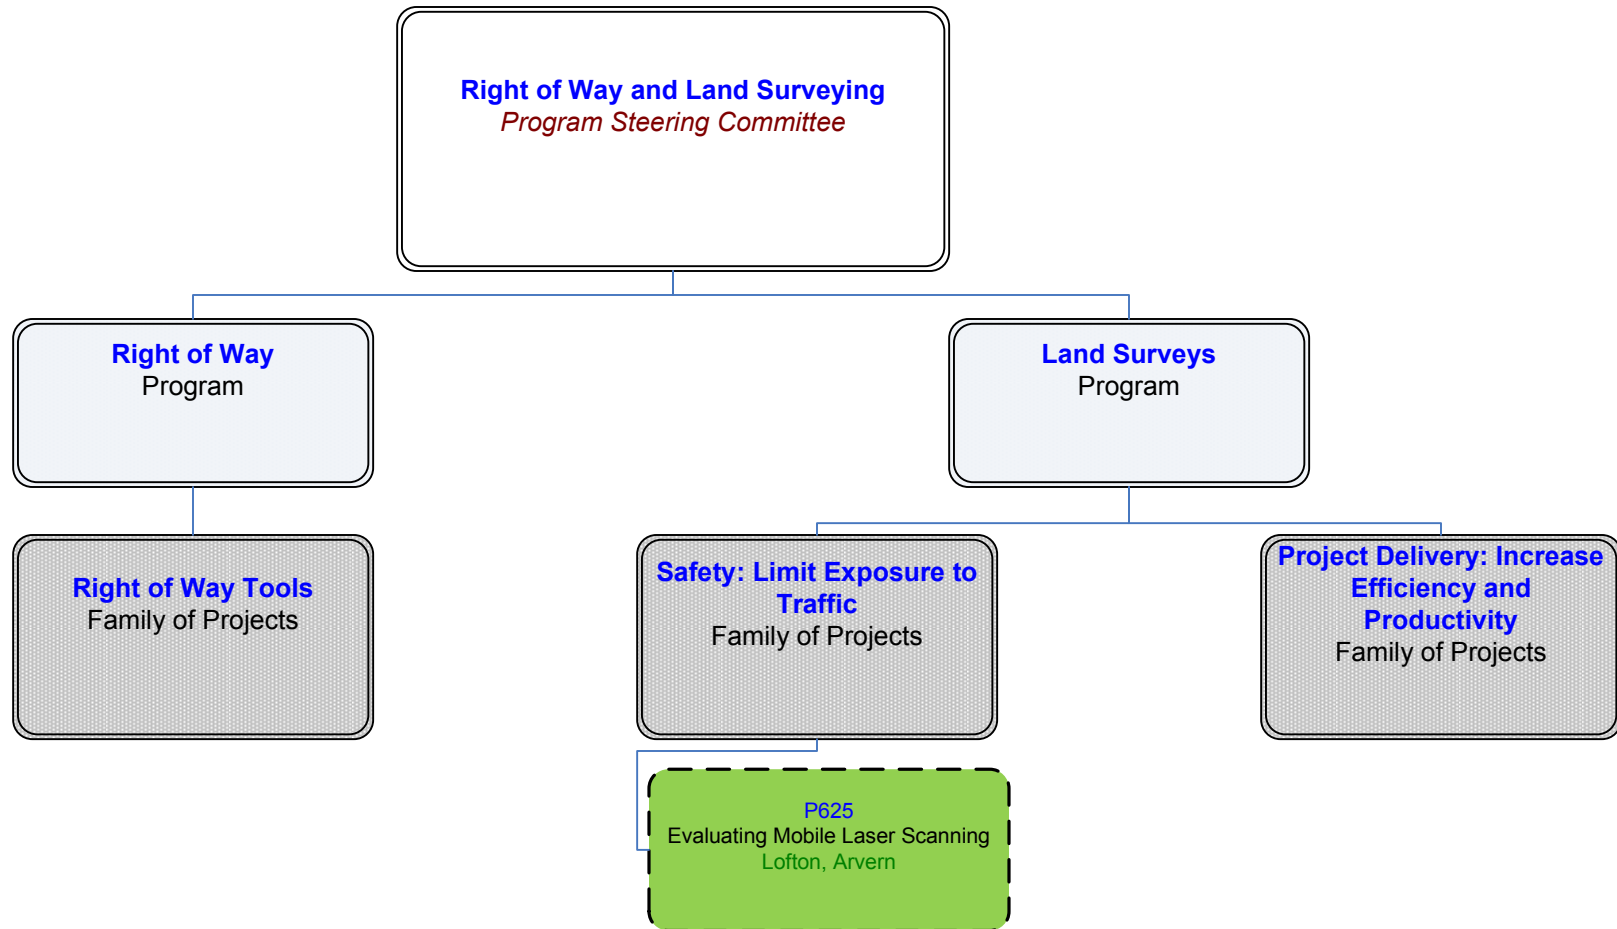 Right of Way and Land Surveying
Program Steering Committee
Right of Way
Program
Land Surveys
Program
Right of Way Tools
Family of Projects
Safety: Limit Exposure to
Traffic
Family of Projects
Project Delivery: Increase
Efficiency and
Productivity
Family of Projects
P625
Evaluating Mobile Laser Scanning
Lofton, Arvern